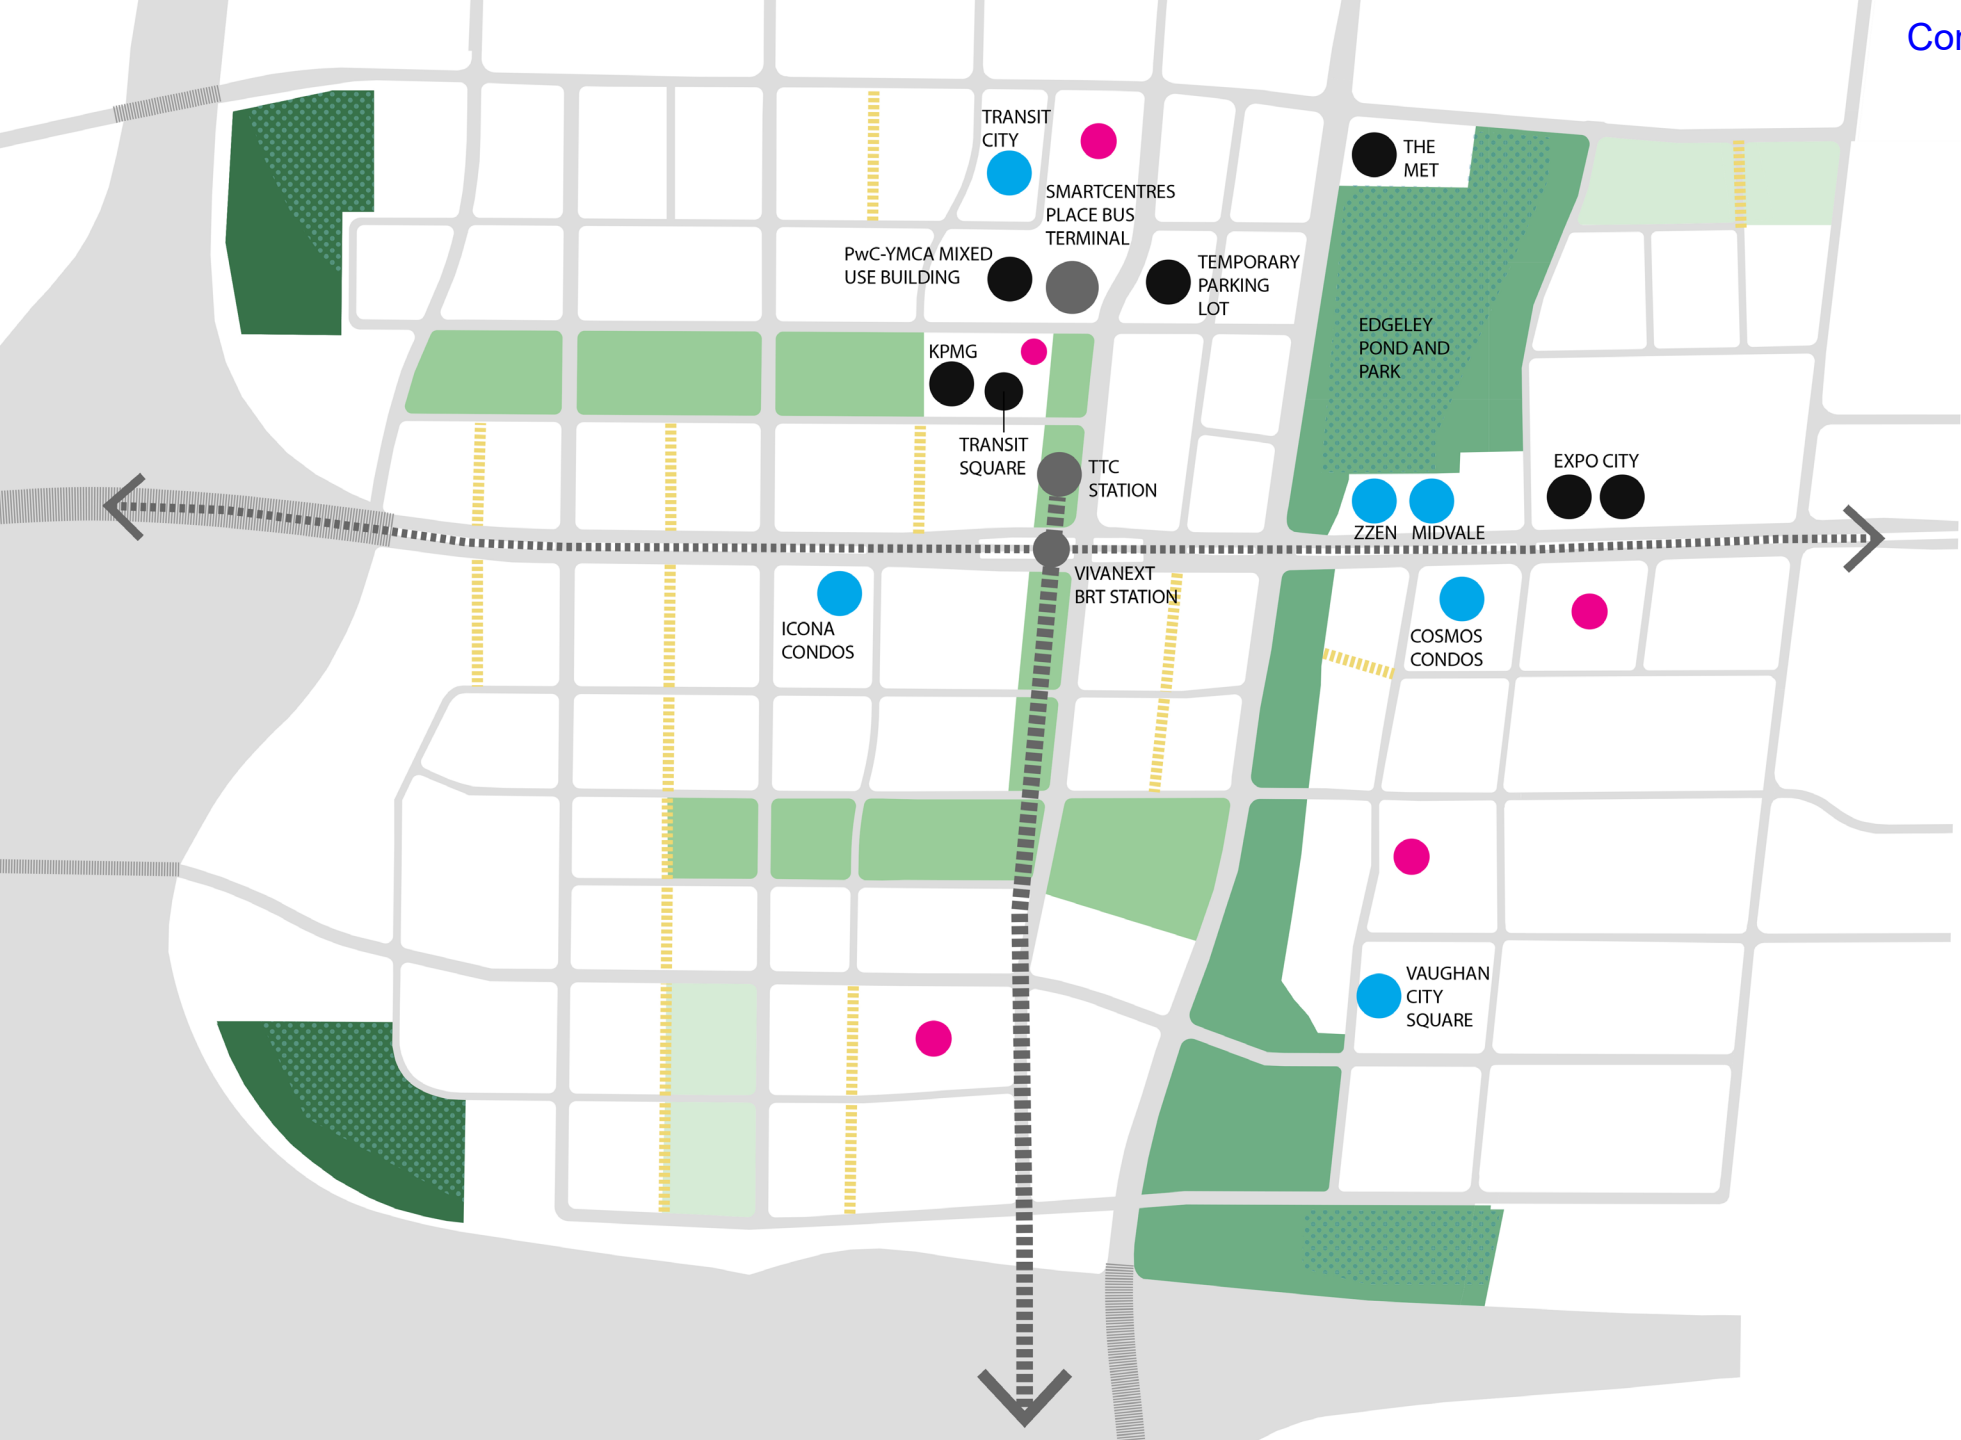 Cor
TRANSIT
CITY
THE
MET
SMARTCENTRES
PLACE BUS
TERMINAL
PwC-YMCA MIXED
USE BUILDING
TEMPORARY
PARKING
LOT
EDGELEY
POND AND
PARK
KPMG
TRANSIT
SQUARE
TTC
STATION
EXPO CITY
ZZEN
MIDVALE
VIVANEXT
BRT STATION
ICONA
CONDOS
COSMOS
CONDOS
VAUGHAN
CITY
SQUARE